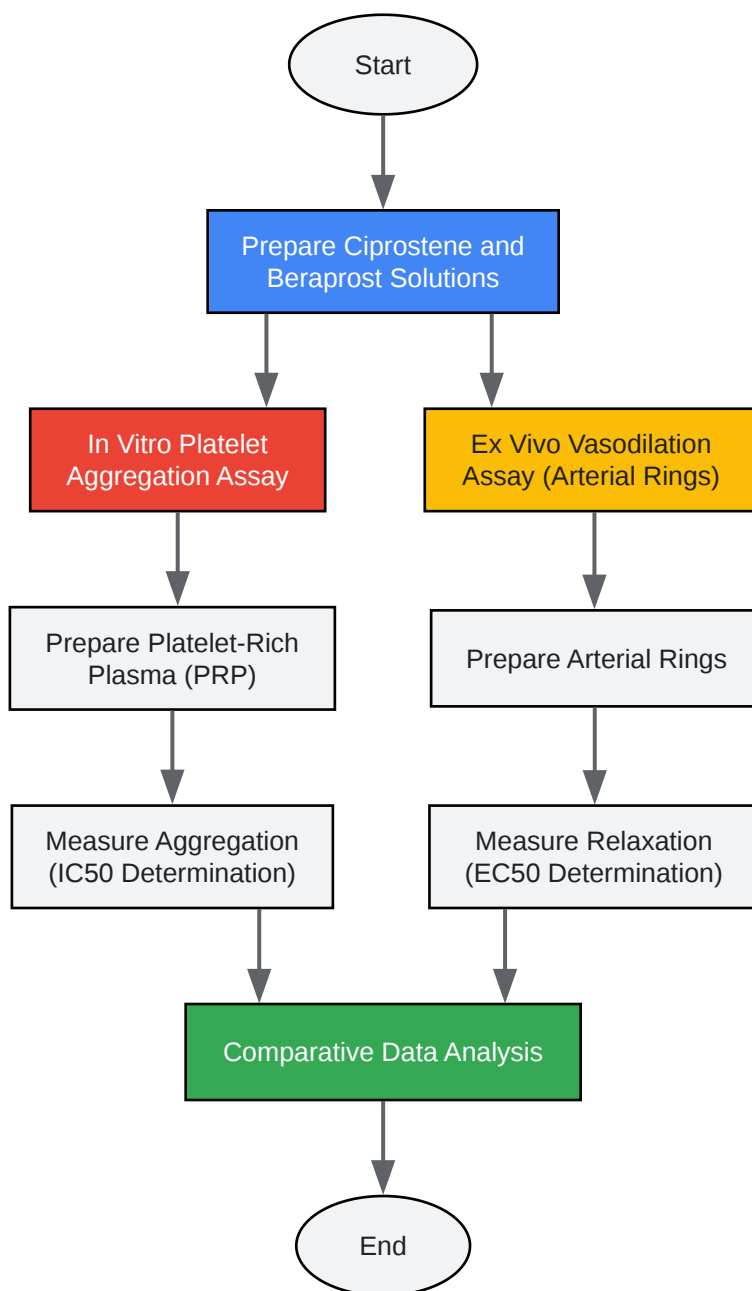 Start
Prepare Ciprostene and
Beraprost Solutions
In Vitro Platelet
Aggregation Assay
Ex Vivo Vasodilation
Assay (Arterial Rings)
Prepare Platelet-Rich
Plasma (PRP)
Prepare Arterial Rings
Measure Aggregation
(IC50 Determination)
Measure Relaxation
(EC50 Determination)
Comparative Data Analysis
End